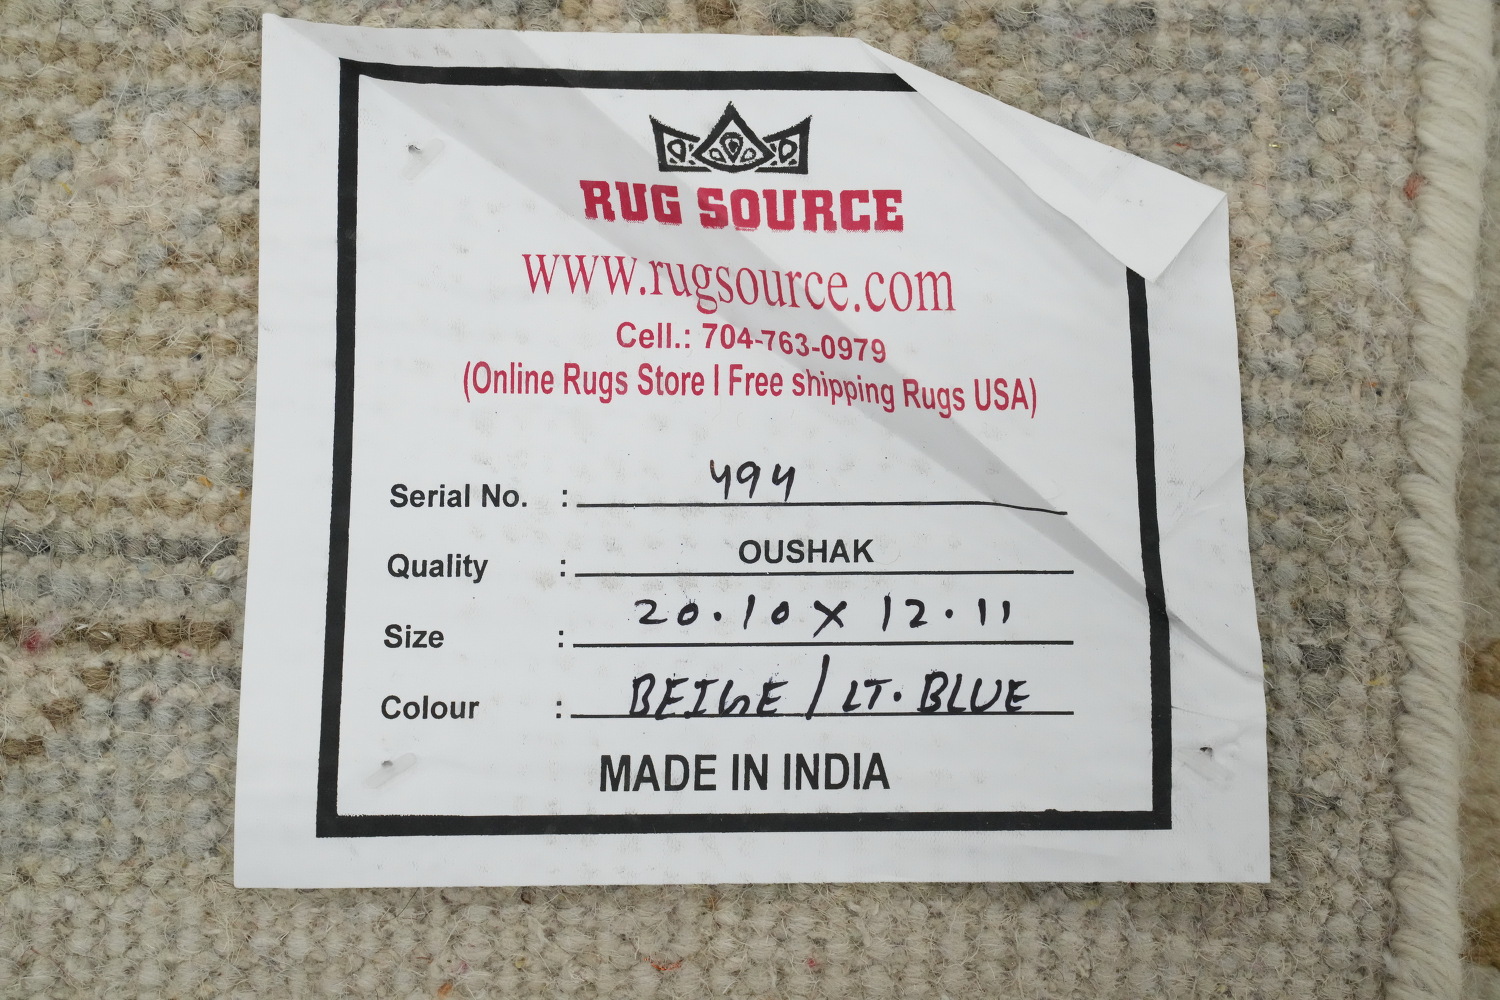 RUG SOURCE
www.rugsource.com
Cell.: 704-763-0979
(Online Rugs Store I Free shipping Rugs USA)
Serial No. : 494
Quality : OUSHAK
Size : 20.10 X 12.11
Colour : BEIGE / LT. BLUE
MADE IN INDIA